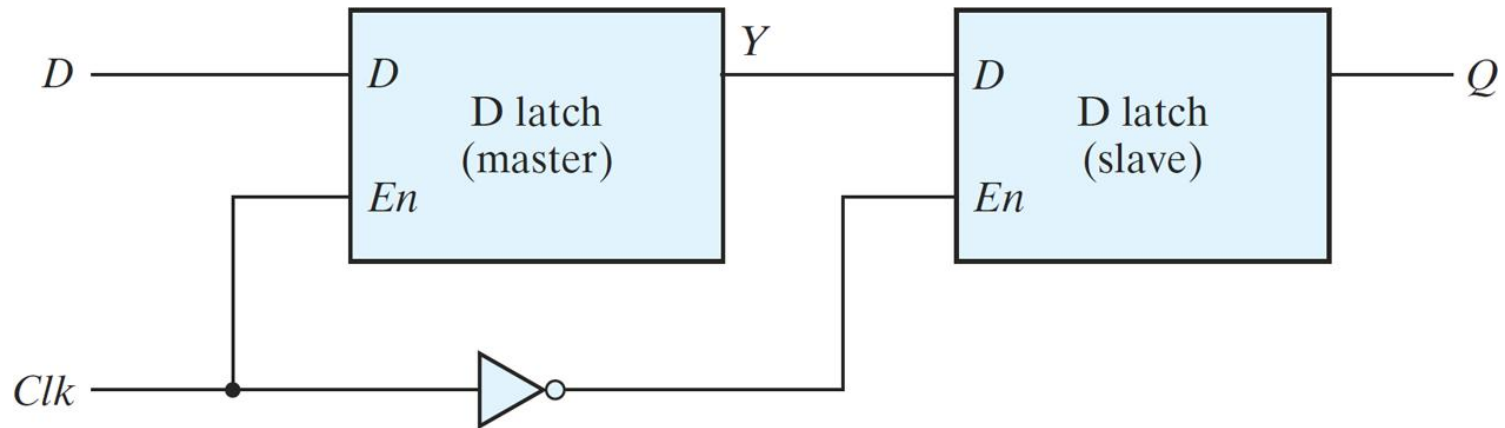 Y
D
D
D latch
(master)
En
D
D latch
(slave)
En
Q
Clk